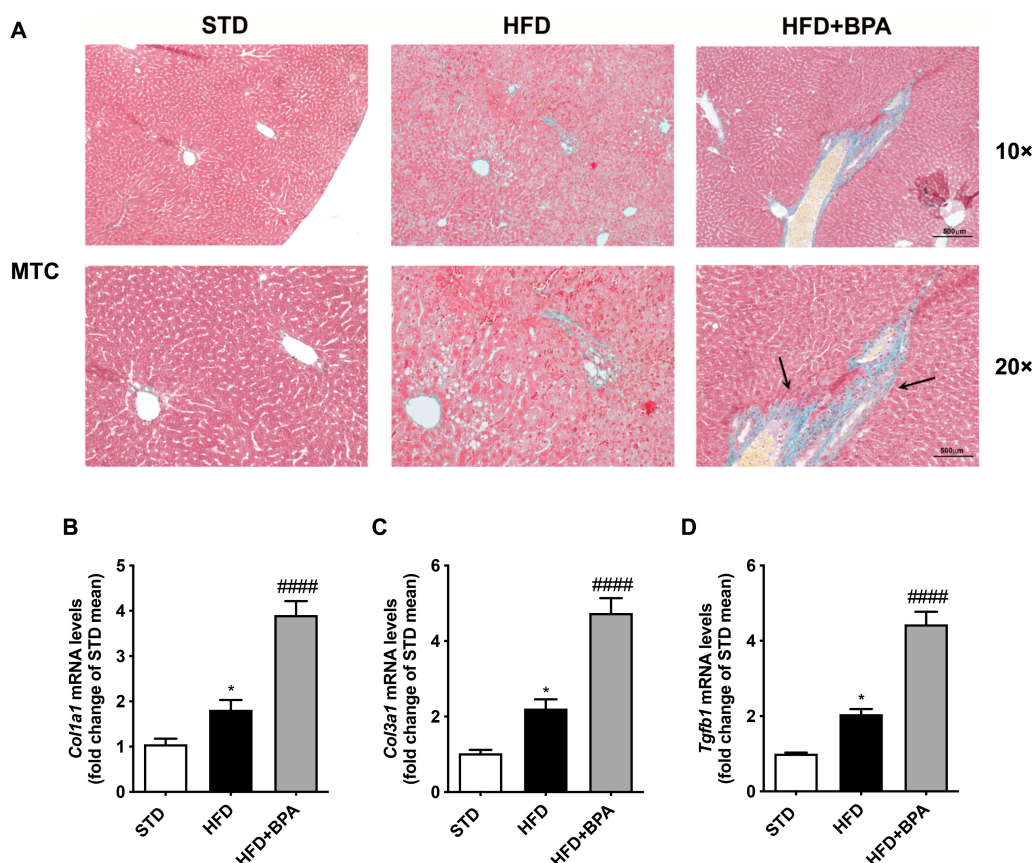 A
STD
HFD
HFD+BPA
10×
500µm
MTC
20×
500µm
B
####
*
Col1a1 mRNA levels
(fold change of STD mean)
5
4
3
2
1
0
STD
HFD
HFD+BPA
C
####
*
Col3a1 mRNA levels
(fold change of STD mean)
6
4
2
0
STD
HFD
HFD+BPA
D
####
*
Tgfb1 mRNA levels
(fold change of STD mean)
6
4
2
0
STD
HFD
HFD+BPA